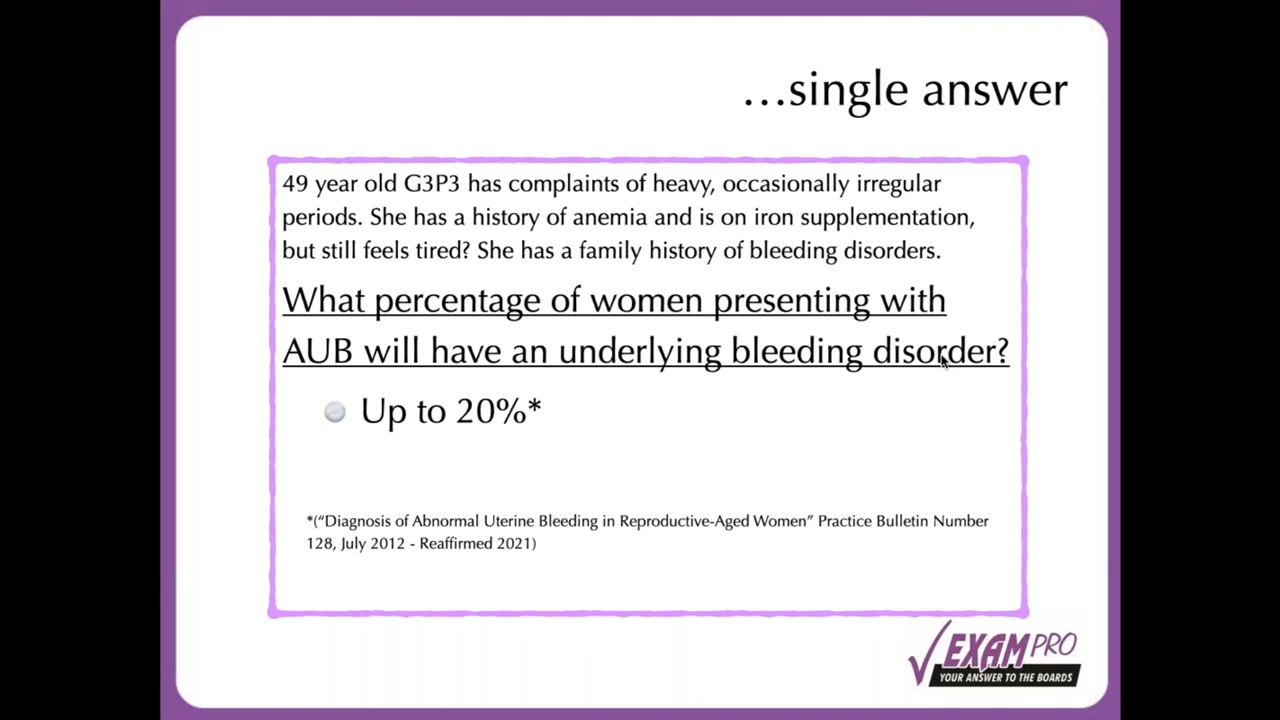 …single answer
49 year old G3P3 has complaints of heavy, occasionally irregular
periods. She has a history of anemia and is on iron supplementation,
but still feels tired? She has a family history of bleeding disorders.
What percentage of women presenting with
AUB will have an underlying bleeding disorder?
Up to 20%*
*(“Diagnosis of Abnormal Uterine Bleeding in Reproductive-Aged Women” Practice Bulletin Number
128, July 2012 - Reaffirmed 2021)
EXAM PRO
YOUR ANSWER TO THE BOARDS